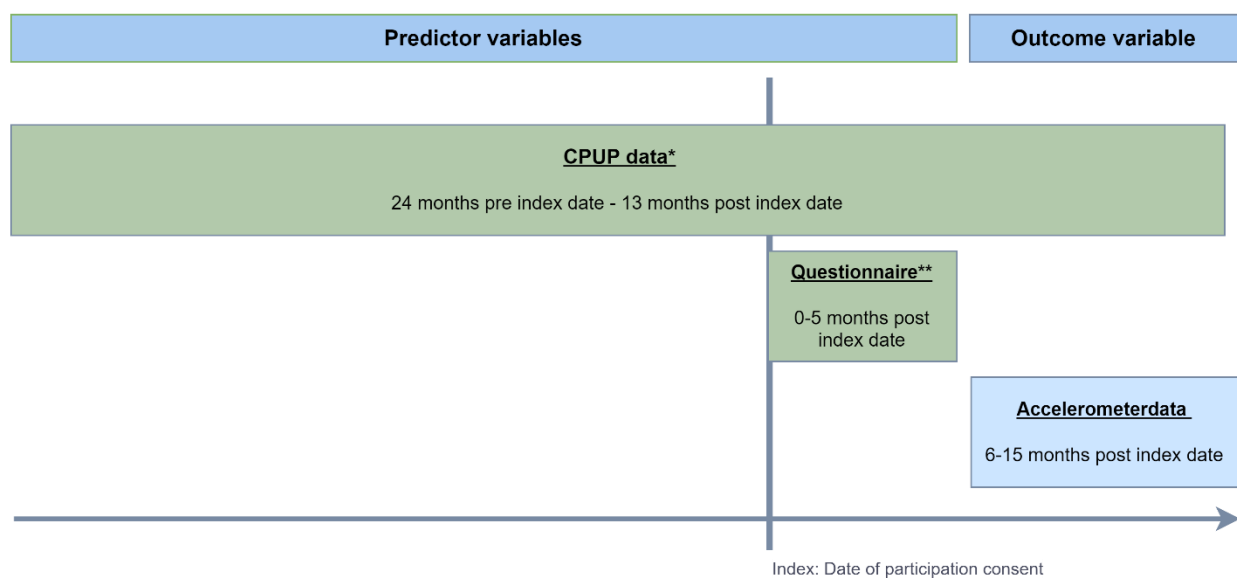 Predictor variables
Outcome variable
CPUP data*
24 months pre index date - 13 months post index date
Questionnaire**
0-5 months post
index date
Accelerometerdata
6-15 months post index date
Index: Date of participation consent